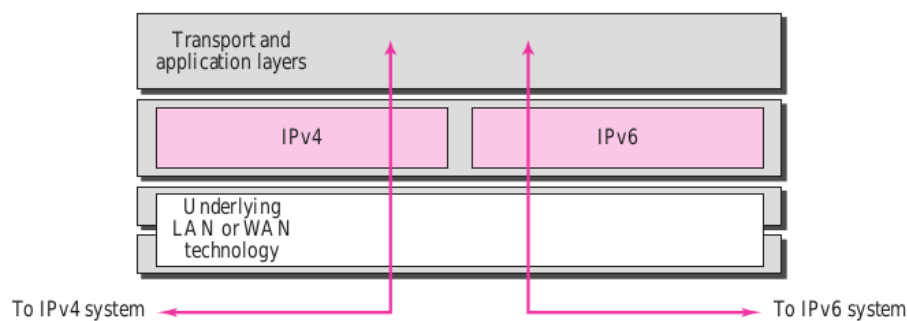 Transport and
application layers
IPv4
IPv6
Underlying
LAN or WAN
technology
To IPv4 system
To IPv6 system